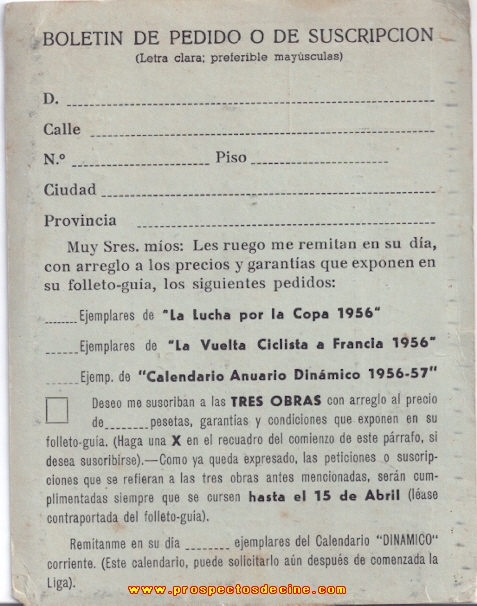 BOLETIN DE PEDIDO O DE SUSCRIPCION
(Letra clara; preferible mayúsculas)
D.
Calle
N.º Piso
Ciudad
Provincia
Muy Sres. míos: Les ruego me remitan en su día,
con arreglo a los precios y garantías que exponen en
su folleto-guía, los siguientes pedidos:
Ejemplares de "La Lucha por la Copa 1956"
Ejemplares de "La Vuelta Ciclista a Francia 1956"
Ejemp. de "Calendario Anuario Dinámico 1956-57"
Deseo me suscriban a las TRES OBRAS con arreglo al precio
de pesetas, garantías y condiciones que exponen en su
folleto-guía. (Haga una X en el recuadro del comienzo de este párrafo, si
desea suscribirse).—Como ya queda expresado, las peticiones o suscrip-
ciones que se refieran a las tres obras antes mencionadas, serán cum-
plimentadas siempre que se cursen hasta el 15 de Abril (léase
contraportada del folleto-guía).
Remitanme en su día ejemplares del Calendario "DINAMICO"
corriente. (Este calendario, puede solicitarlo aún después de comenzada la
Liga).
www.prospectosdecine.com